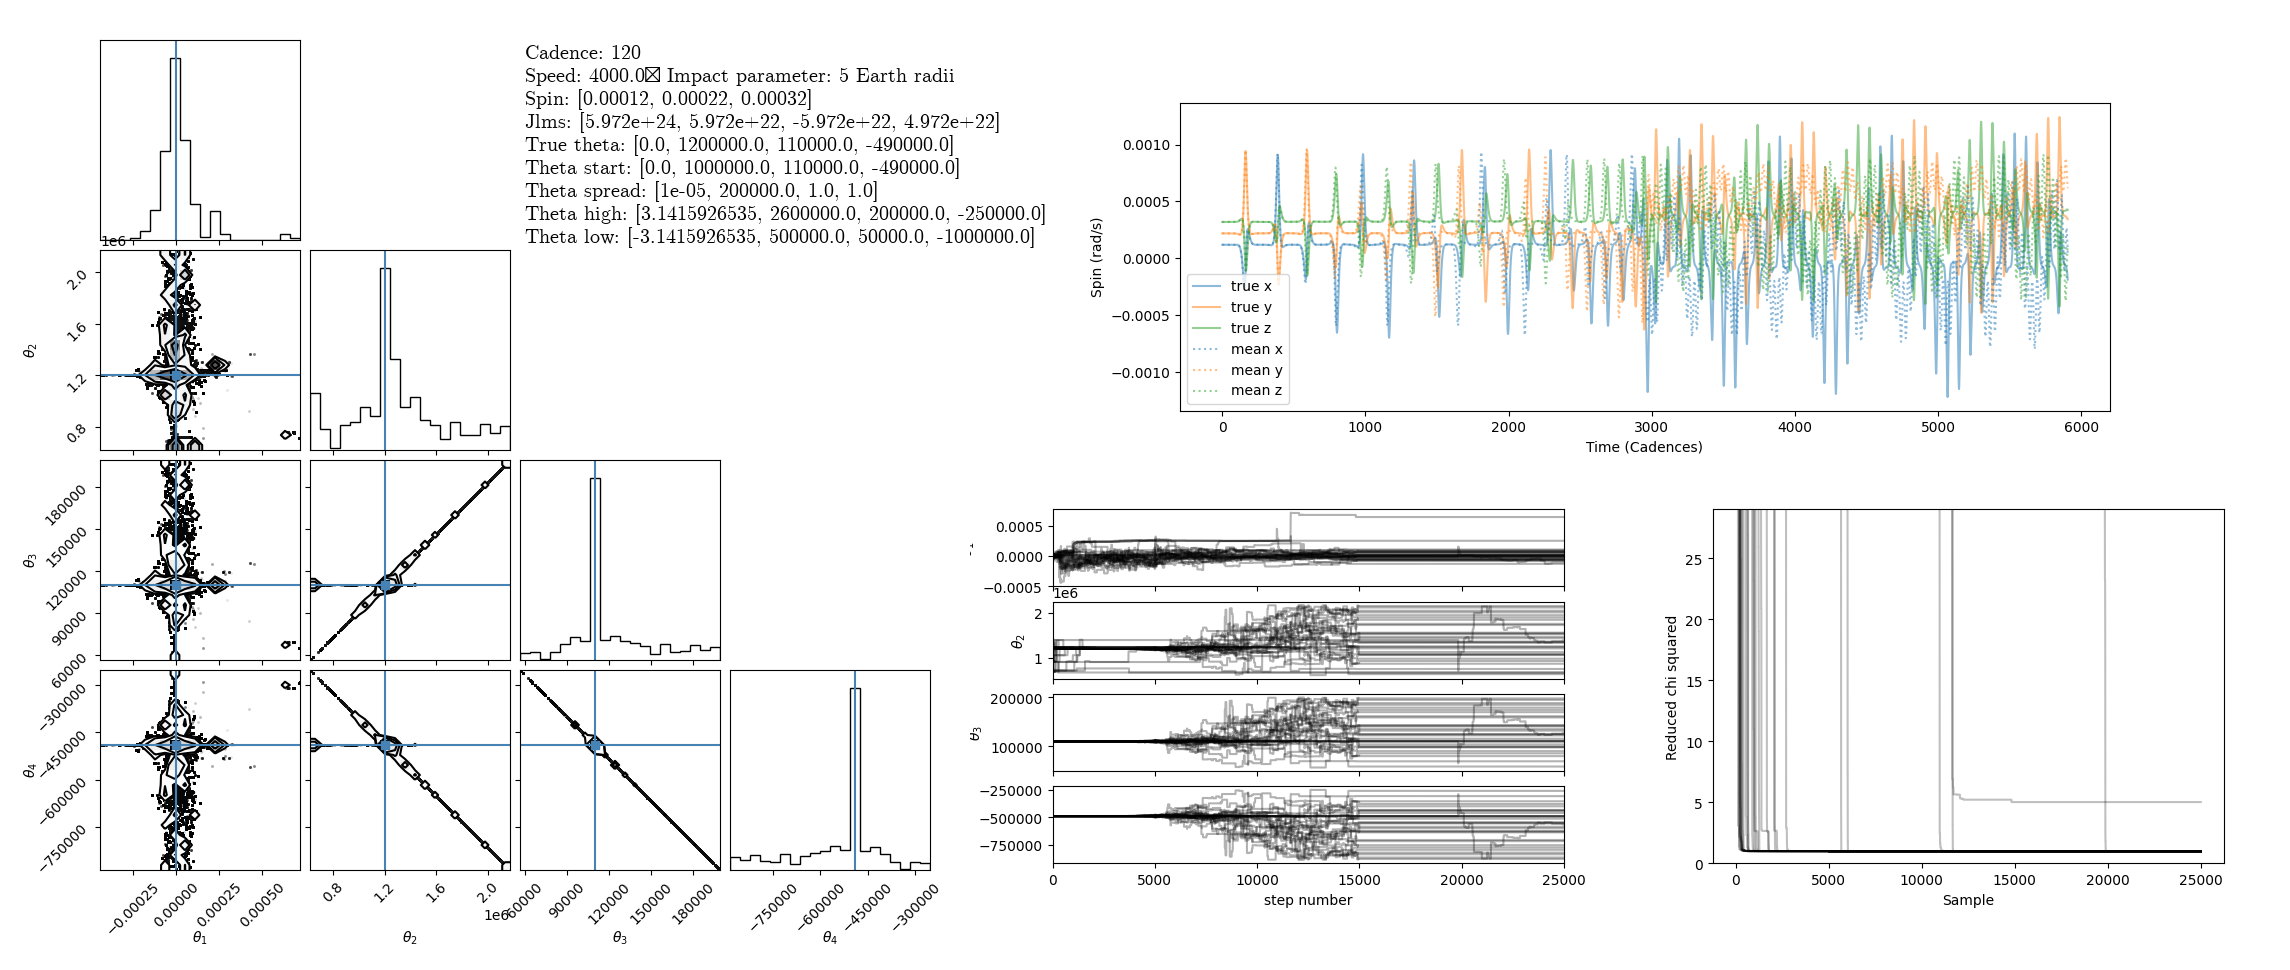 Cadence: 120
Speed: 4000.0 Impact parameter: 5 Earth radii
Spin: [0.00012, 0.00022, 0.00032]
Jlms: [5.972e+24, 5.972e+22, -5.972e+22, 4.972e+22]
True theta: [0.0, 1200000.0, 110000.0, -490000.0]
Theta start: [0.0, 1000000.0, 110000.0, -490000.0]
Theta spread: [1e-05, 200000.0, 1.0, 1.0]
Theta high: [3.1415926535, 2600000.0, 200000.0, -250000.0]
Theta low: [-3.1415926535, 500000.0, 50000.0, -1000000.0]
1e6
2.0
1.6
1.2
0.8
θ2
180000
150000
120000
90000
60000
θ3
−300000
−450000
−600000
−750000
θ4
−0.00025 0.00000 0.00025 0.00050
θ1
0.8 1.2 1.6 2.0
1e6
θ2
60000 90000 120000 150000 180000
θ3
−750000 −600000 −450000 −300000
θ4
0.0010
0.0005
0.0000
−0.0005
−0.0010
Spin (rad/s)
true x
true y
true z
mean x
mean y
mean z
0 1000 2000 3000 4000 5000 6000
Time (Cadences)
0.0005
0.0000
−0.0005
1e6
2
1
θ2
200000
100000
θ3
−250000
−500000
−750000
0 5000 10000 15000 20000 25000
step number
25
20
15
10
5
0
Reduced chi squared
0 5000 10000 15000 20000 25000
Sample